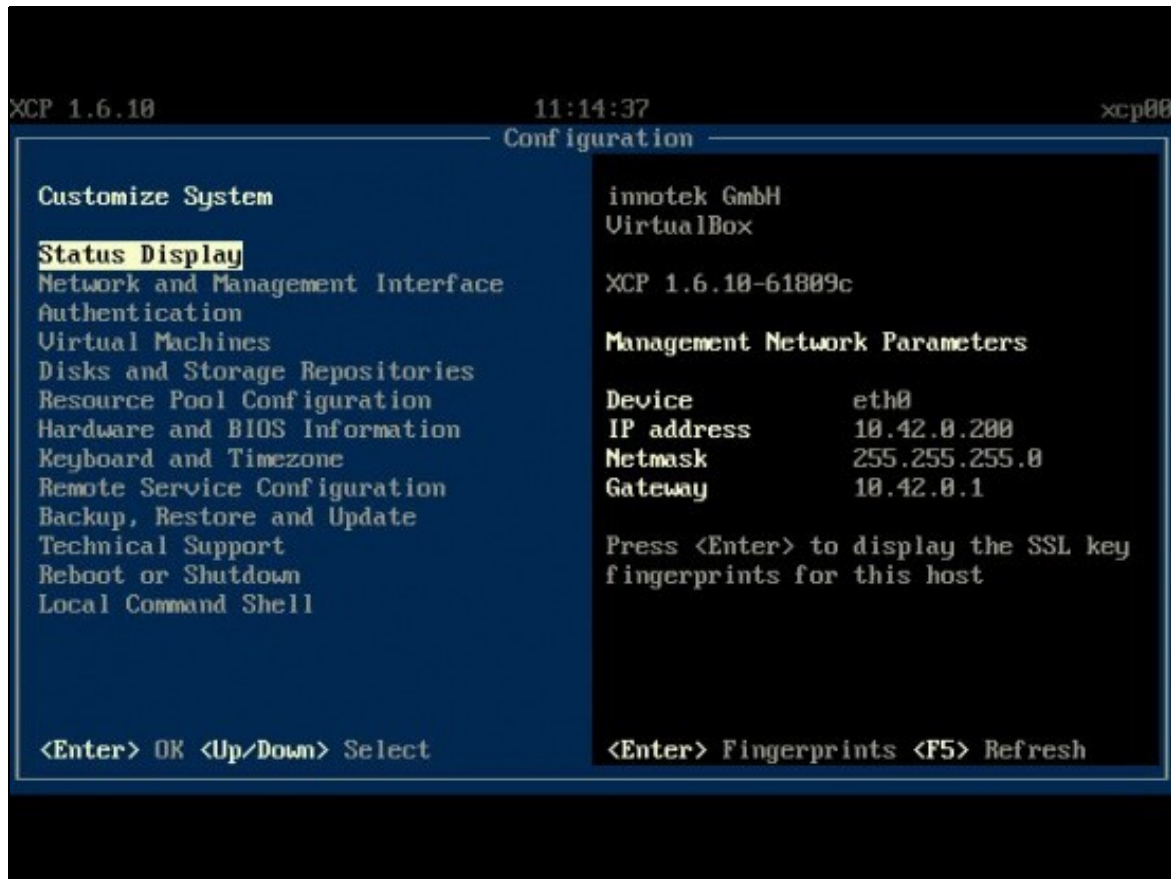 XCP 1.6.10 11:14:37 xcp00
Configuration
Customize System
Status Display
Network and Management Interface
Authentication
Virtual Machines
Disks and Storage Repositories
Resource Pool Configuration
Hardware and BIOS Information
Keyboard and Timezone
Remote Service Configuration
Backup, Restore and Update
Technical Support
Reboot or Shutdown
Local Command Shell
<Enter> OK <Up/Down> Select
innotek GmbH
VirtualBox
XCP 1.6.10-61809c
Management Network Parameters
Device eth0
IP address 10.42.0.200
Netmask 255.255.255.0
Gateway 10.42.0.1
Press <Enter> to display the SSL key
fingerprints for this host
<Enter> Fingerprints <F5> Refresh